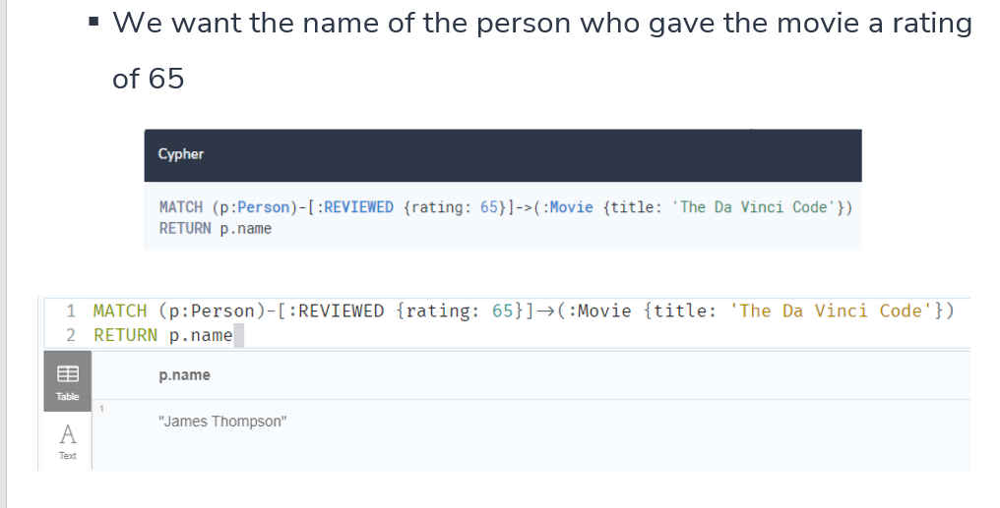 ▪ We want the name of the person who gave the movie a rating
of 65
Cypher
MATCH (p:Person)-[:REVIEWED {rating: 65}]->(:Movie {title: 'The Da Vinci Code'})
RETURN p.name
1 MATCH (p:Person)-[:REVIEWED {rating: 65}]→(:Movie {title: 'The Da Vinci Code'})
2 RETURN p.name
p.name
Table
1
"James Thompson"
A
Text